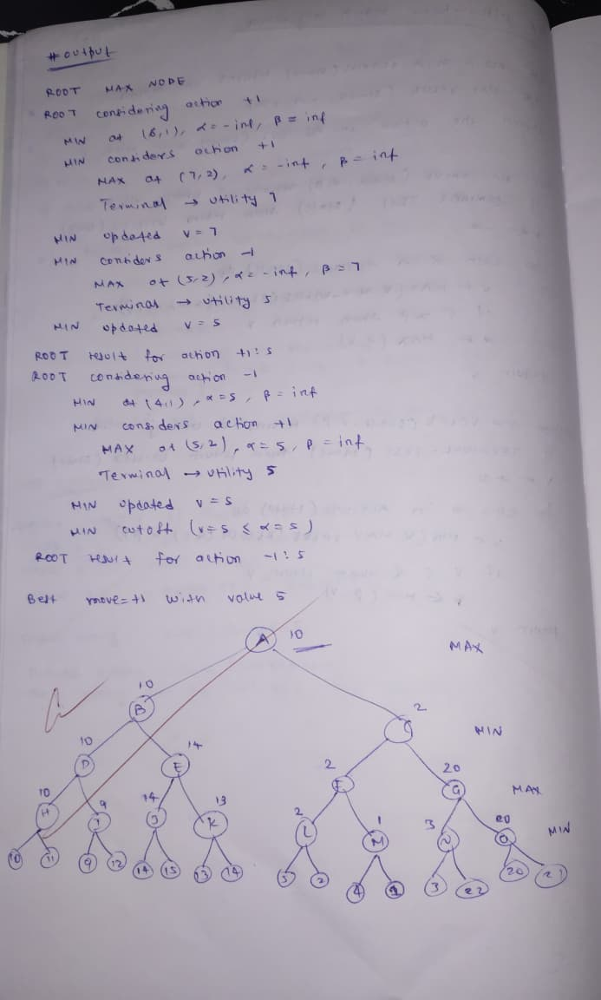 # output
ROOT MAX NODE
ROOT considering action +1
MIN at (6,1), α = -inf, β = inf
MIN considers action +1
MAX at (7,2), α = -inf, β = inf
Terminal → utility 7
MIN updated v = 7
MIN considers action -1
MAX at (5,2), α = -inf, β = 7
Terminal → utility 5
MIN updated v = 5
ROOT result for action +1: 5
ROOT considering action -1
MIN at (4,1), α = 5, β = inf
MIN considers action +1
MAX at (5,2), α = 5, β = inf
Terminal → utility 5
MIN updated v = 5
MIN cutoff (v = 5 ≤ α = 5)
ROOT result for action -1: 5
Best move = +1 with value 5
A 10 MAX
10 2
B C MIN
10 14 2 20
D E F G MAX
10 9 14 13 2 1 3 20
H I J K L M N O MIN
10 11 9 12 14 15 13 14 5 2 4 1 3 22 20 21